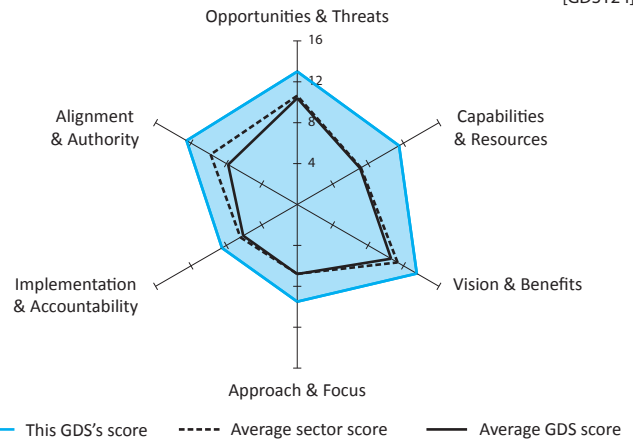 [GDS124]
Opportunities & Threats
16
12
8
4
Alignment
& Authority
Capabilities
& Resources
Implementation
& Accountability
Vision & Benefits
Approach & Focus
This GDS's score
Average sector score
Average GDS score